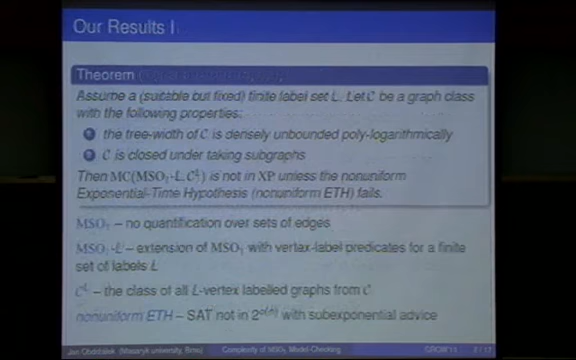 Our Results I
Theorem
Assume a (suitable but fixed) finite label set L. Let C be a graph class
with the following properties:
1 the tree-width of C is densely unbounded poly-logarithmically
2 C is closed under taking subgraphs
Then MC(MSO₁-L, Cᴸ) is not in XP unless the nonuniform
Exponential-Time Hypothesis (nonuniform ETH) fails.
MSO₁ – no quantification over sets of edges
MSO₁-L – extension of MSO₁ with vertex-label predicates for a finite
set of labels L
Cᴸ – the class of all L-vertex labelled graphs from C
nonuniform ETH – SAT not in 2ᵒ⁽ⁿ⁾ with subexponential advice
Jan Obdržálek (Masaryk university, Brno) Complexity of MSO₁ Model-Checking